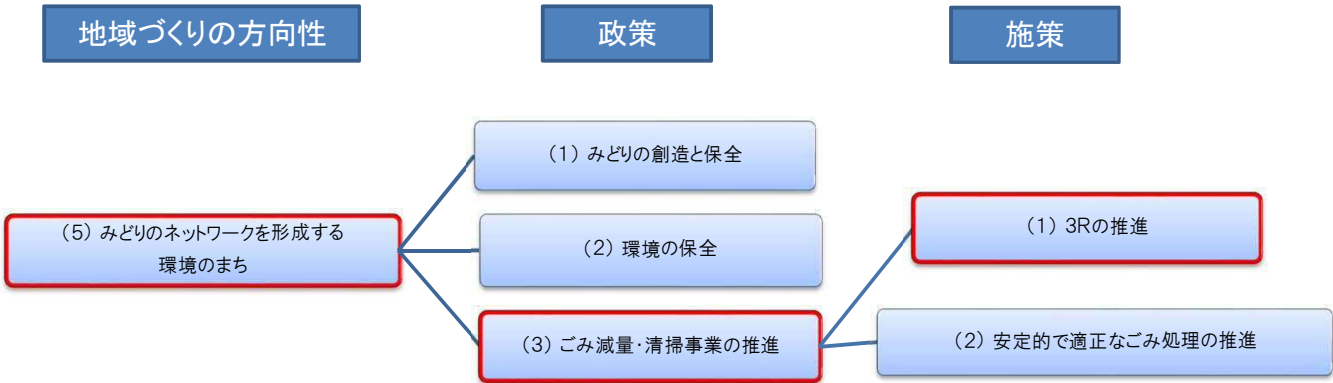 地域づくりの方向性
政策
施策
(1) みどりの創造と保全
(5) みどりのネットワークを形成する
環境のまち
(2) 環境の保全
(3) ごみ減量・清掃事業の推進
(1) 3Rの推進
(2) 安定的で適正なごみ処理の推進